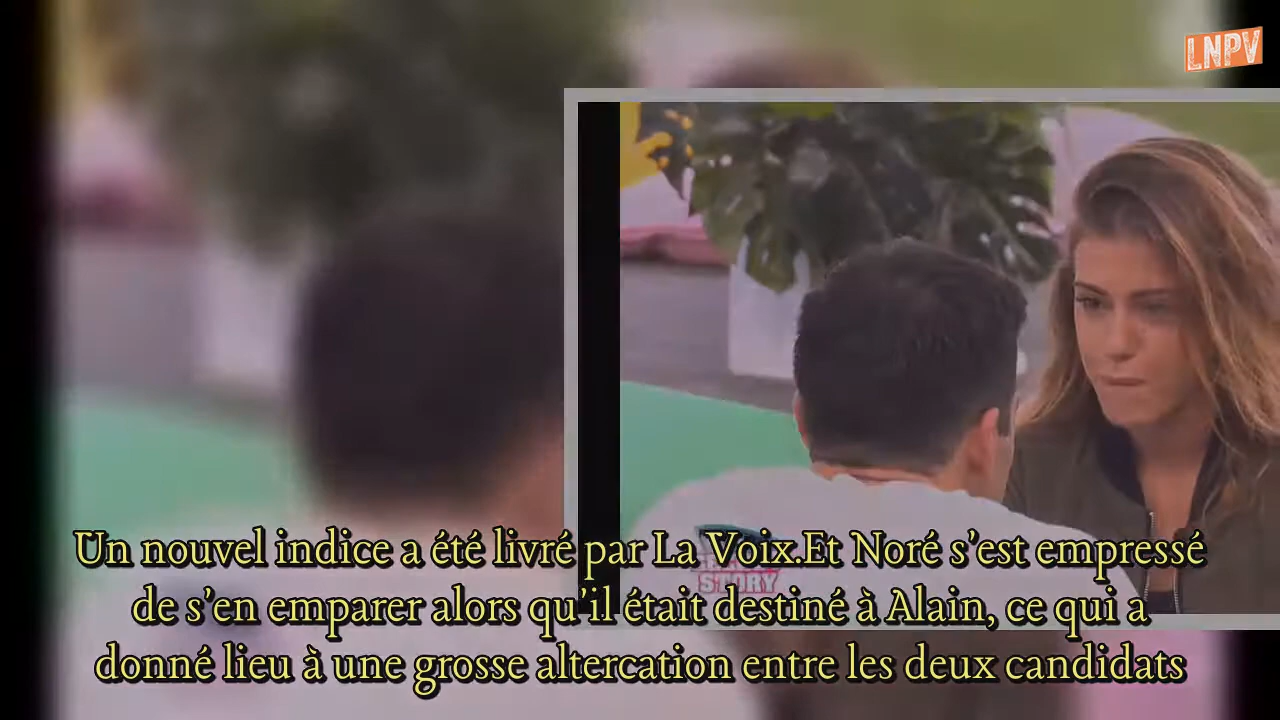 LNPV
Un nouvel indice a été livré par La Voix.Et Noré s'est empressé
de s'en emparer alors qu'il était destiné à Alain, ce qui a
donné lieu à une grosse altercation entre les deux candidats
STORY